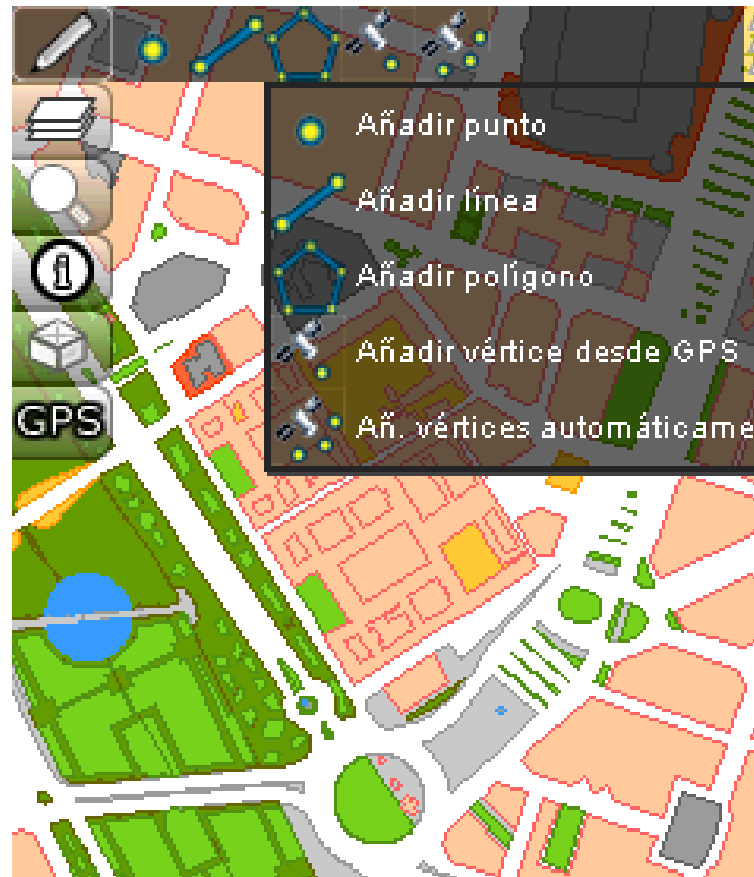 Añadir punto
Añadir línea
Añadir polígono
Añadir vértice desde GPS
Añ. vértices automáticame
GPS